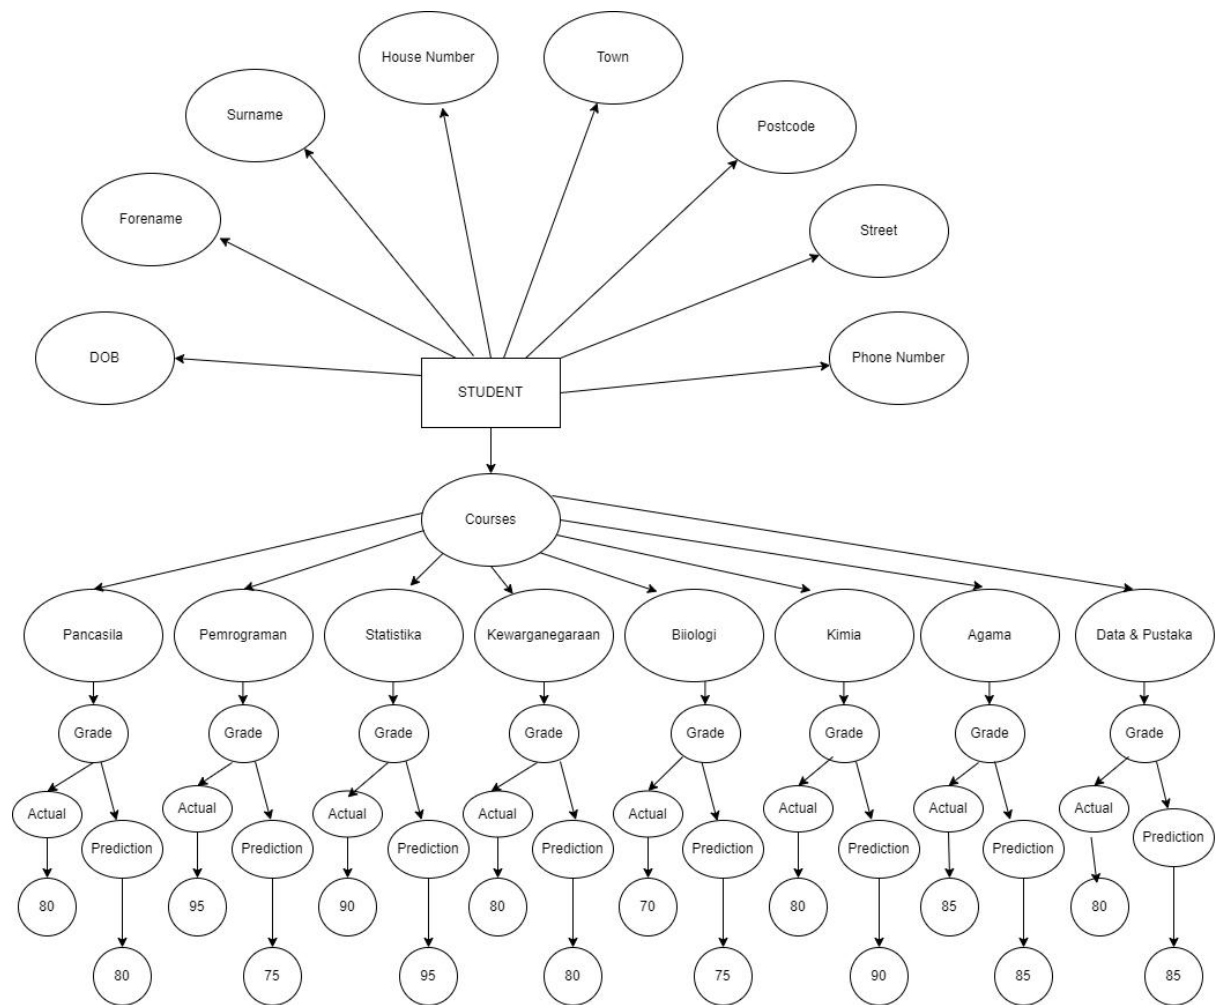 House Number
Town
Surname
Postcode
Forename
Street
DOB
Phone Number
STUDENT
Courses
Pancasila
Pemrograman
Statistika
Kewarganegaraan
Biiologi
Kimia
Agama
Data & Pustaka
Grade
Grade
Grade
Grade
Grade
Grade
Grade
Grade
Actual
Actual
Actual
Actual
Actual
Actual
Actual
Actual
Prediction
Prediction
Prediction
Prediction
Prediction
Prediction
Prediction
Prediction
80
95
90
80
70
80
85
80
80
75
95
80
75
90
85
85